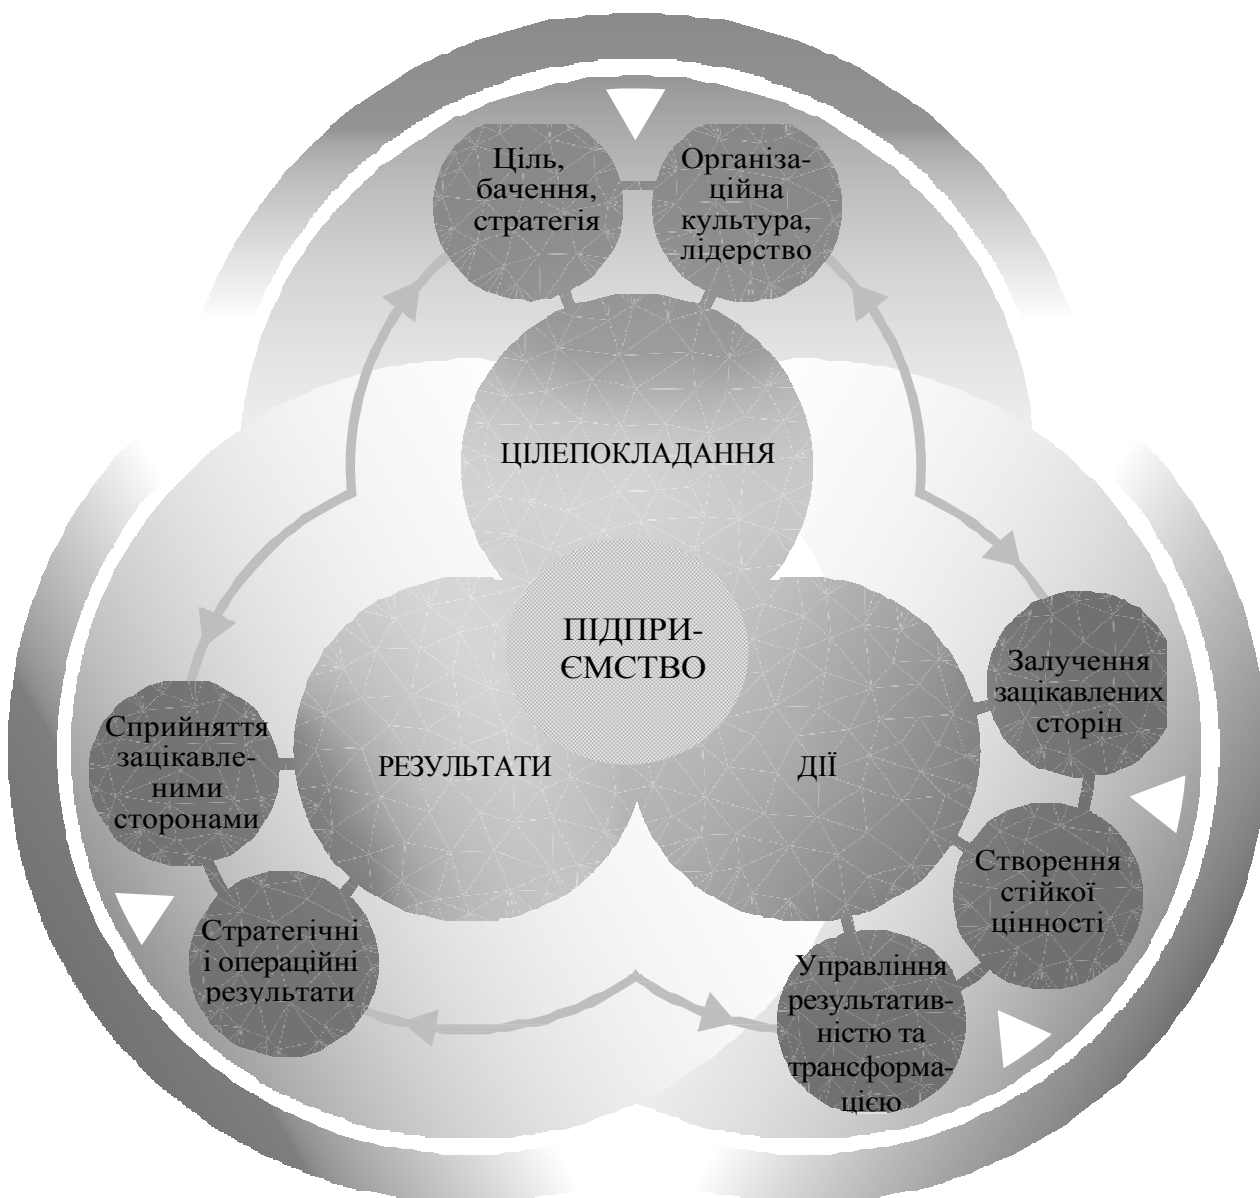 Ціль,
бачення,
стратегія
Організа-
ційна
культура,
лідерство
ЦІЛЕПОКЛАДАННЯ
ПІДПРИ-
ЄМСТВО
Залучення
зацікавлених
сторін
Сприйняття
зацікавле-
ними
сторонами
РЕЗУЛЬТАТИ
ДІЇ
Створення
стійкої
цінності
Стратегічні
і операційні
результати
Управління
результатив-
ністю та
трансформа-
цією